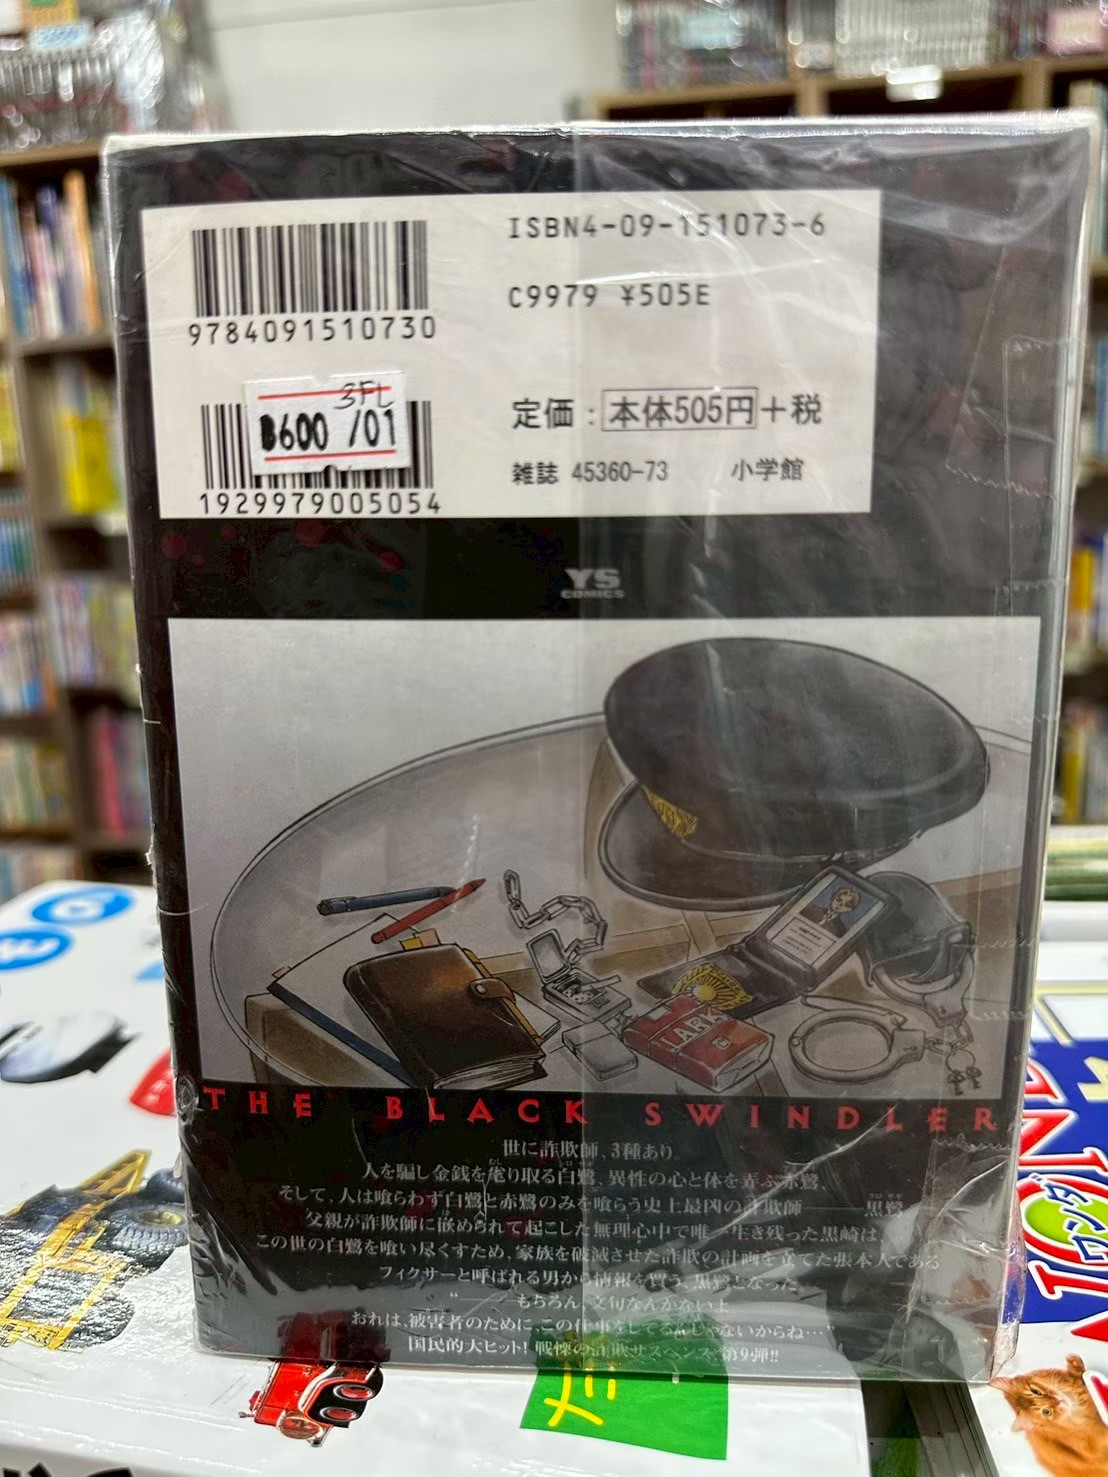 ISBN4-09-151073-6
9784091510730
C9979 ¥505E
3FL
B600 /01
定価:本体505円+税
雑誌 45360-73 小学館
1929979005054
YS
COMICS
LARK
THE BLACK SWINDLER
世に詐欺師、3種あり。
人を騙し金銭を毟り取る白鷺、異性の心と体を弄ぶ赤鷺、
そして、人は喰らわず白鷺と赤鷺のみを喰らう史上最凶の詐欺師 黒鷺
父親が詐欺師に嵌められて起こした無理心中で唯一生き残った黒崎は、
この世の白鷺を喰い尽くすため、家族を破滅させた詐欺の計画を立てた張本人である
フィクサーと呼ばれる男から情報を買う、黒鷺となった
“――もちろん、文句なんかないよ
おれは、被害者のために この仕事をしてるんじゃないからね…”
国民的大ヒット! 戦慄の詐欺サスペンス、第9弾!!
ワンダ